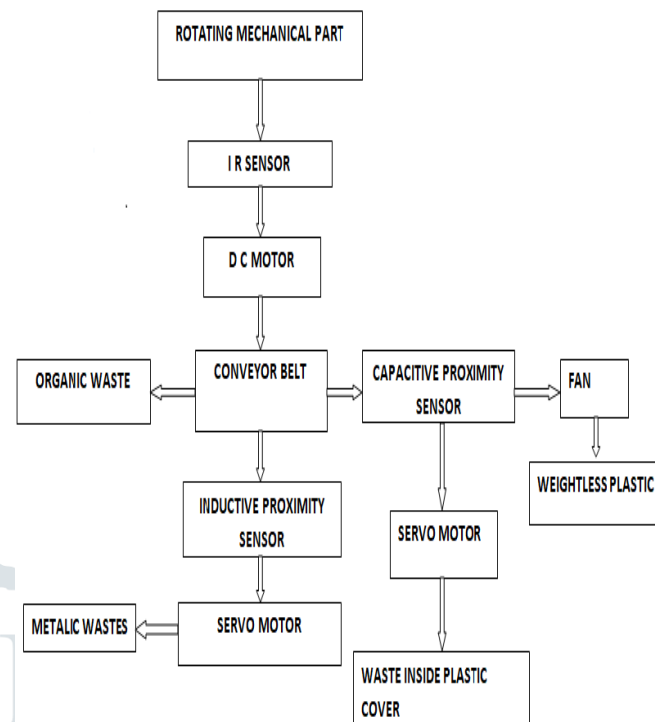 ROTATING MECHANICAL PART
I R SENSOR
D C MOTOR
ORGANIC WASTE
CONVEYOR BELT
CAPACITIVE PROXIMITY
SENSOR
FAN
WEIGHTLESS PLASTIC
INDUCTIVE PROXIMITY
SENSOR
SERVO MOTOR
METALIC WASTES
SERVO MOTOR
WASTE INSIDE PLASTIC
COVER